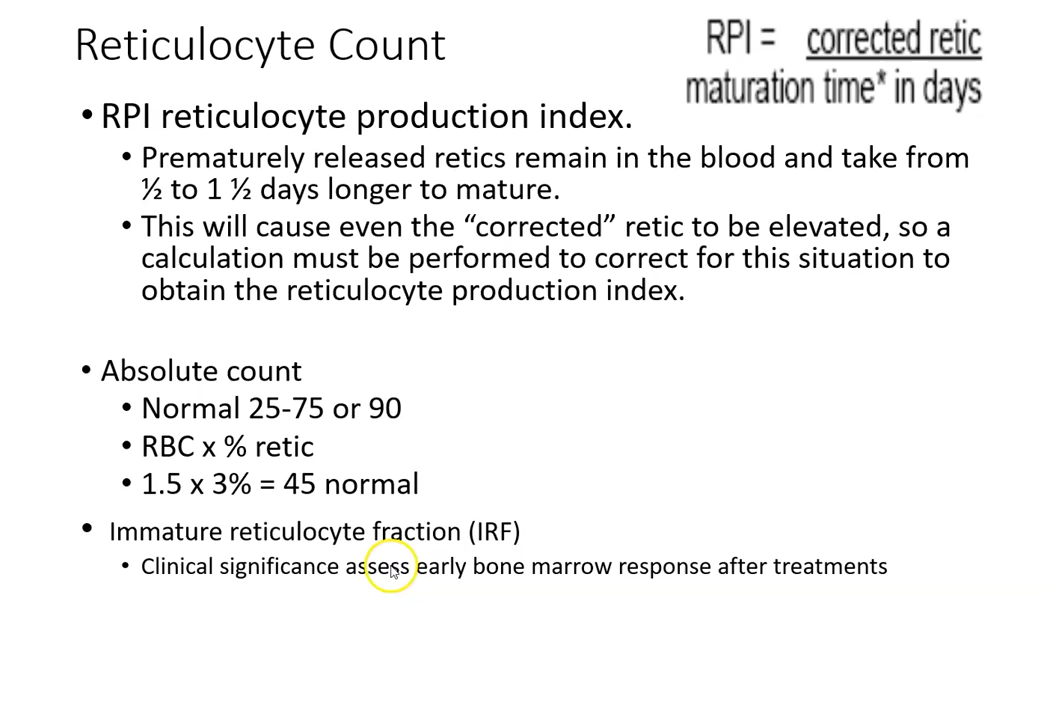 Reticulocyte Count
RPI = corrected retic
maturation time* in days
• RPI reticulocyte production index.
• Prematurely released retics remain in the blood and take from
½ to 1 ½ days longer to mature.
• This will cause even the “corrected” retic to be elevated, so a
calculation must be performed to correct for this situation to
obtain the reticulocyte production index.
• Absolute count
• Normal 25-75 or 90
• RBC x % retic
• 1.5 x 3% = 45 normal
• Immature reticulocyte fraction (IRF)
• Clinical significance assess early bone marrow response after treatments